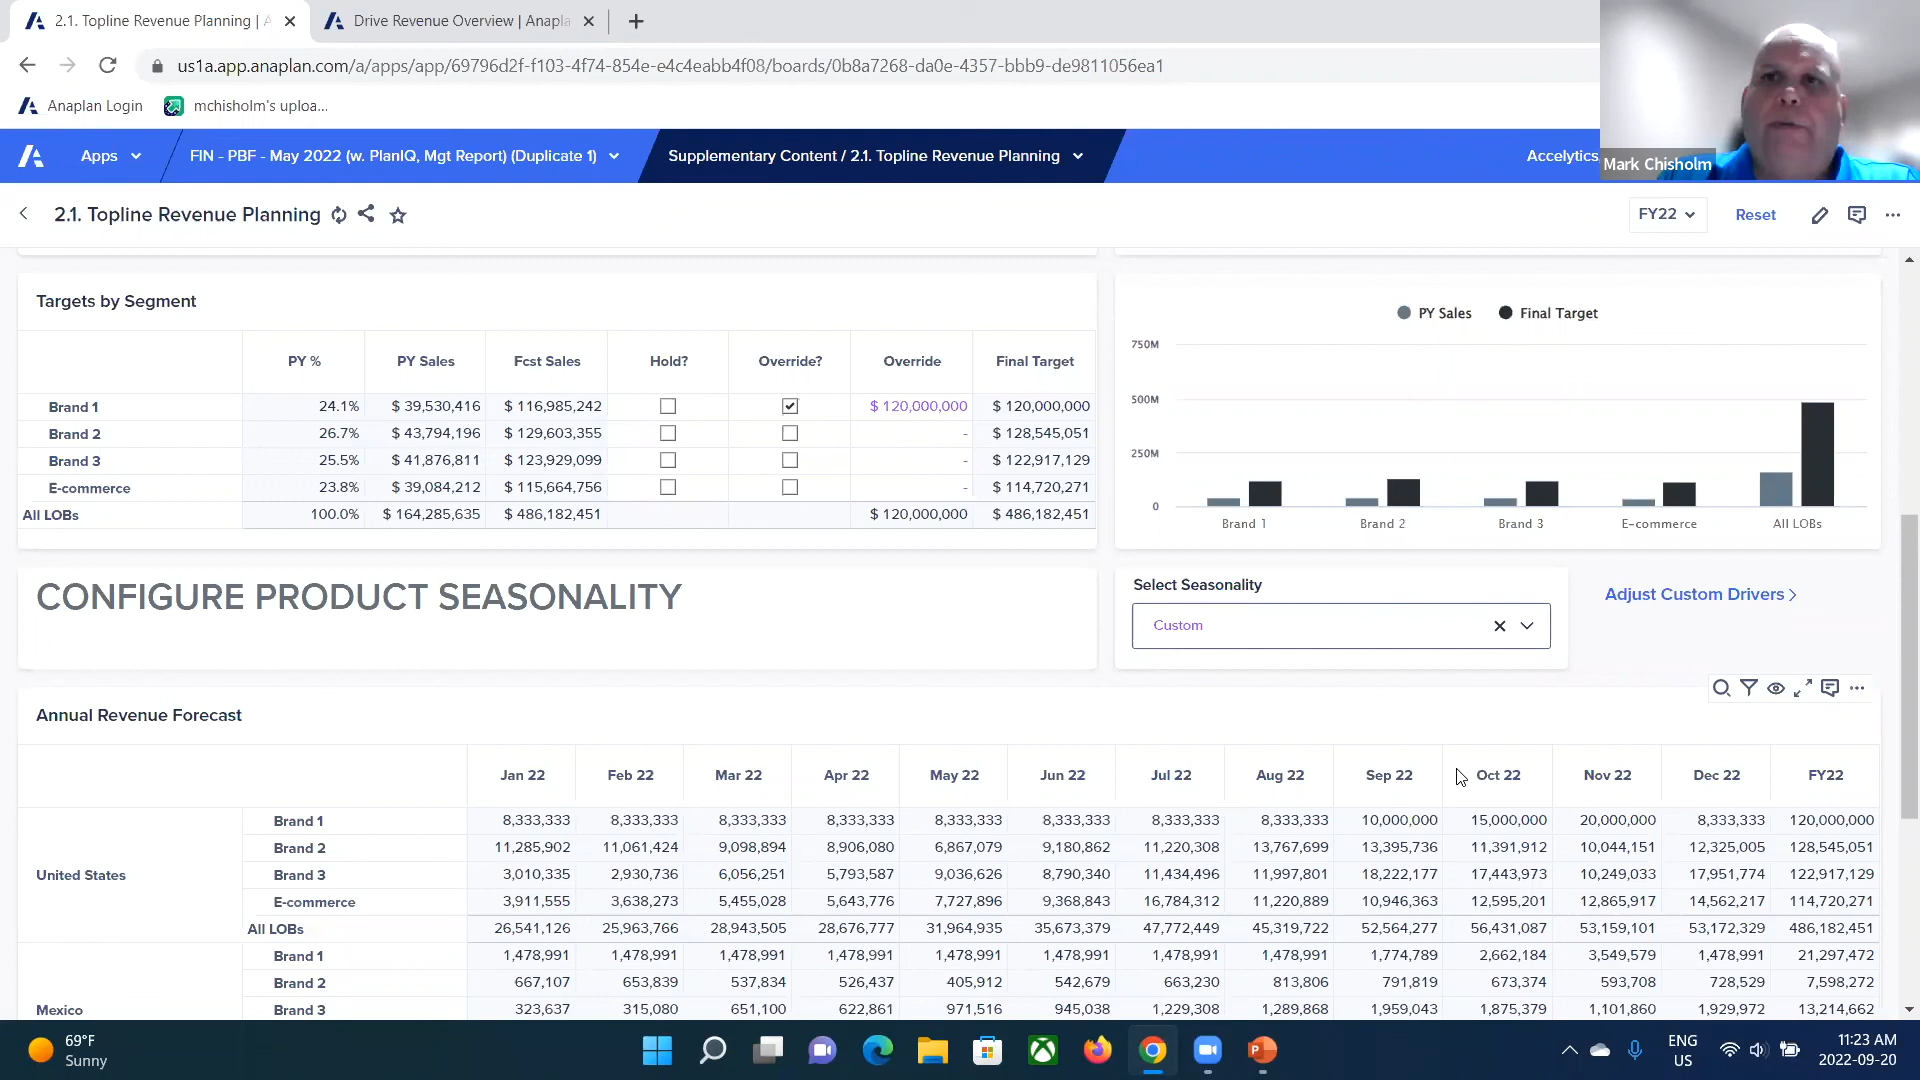 2.1. Topline Revenue Planning | A
Drive Revenue Overview | Anapla
us1a.app.anaplan.com/a/apps/app/69796d2f-f103-4f74-854e-e4c4eabb4f08/boards/0b8a7268-da0e-4357-bbb9-de9811056ea1
Anaplan Login mchisholm's uploa...
Apps FIN - PBF - May 2022 (w. PlanIQ, Mgt Report) (Duplicate 1) Supplementary Content / 2.1. Topline Revenue Planning Accelytics
Mark Chisholm
2.1. Topline Revenue Planning FY22 Reset
Targets by Segment
PY % PY Sales Fcst Sales Hold? Override? Override Final Target
Brand 1 24.1% $ 39,530,416 $ 116,985,242 $ 120,000,000 $ 120,000,000
Brand 2 26.7% $ 43,794,196 $ 129,603,355 - $ 128,545,051
Brand 3 25.5% $ 41,876,811 $ 123,929,099 - $ 122,917,129
E-commerce 23.8% $ 39,084,212 $ 115,664,756 - $ 114,720,271
All LOBs 100.0% $ 164,285,635 $ 486,182,451 $ 120,000,000 $ 486,182,451
PY Sales Final Target
750M
500M
250M
0
Brand 1 Brand 2 Brand 3 E-commerce All LOBs
CONFIGURE PRODUCT SEASONALITY
Select Seasonality
Custom
Adjust Custom Drivers
Annual Revenue Forecast
Jan 22 Feb 22 Mar 22 Apr 22 May 22 Jun 22 Jul 22 Aug 22 Sep 22 Oct 22 Nov 22 Dec 22 FY22
United States
Brand 1 8,333,333 8,333,333 8,333,333 8,333,333 8,333,333 8,333,333 8,333,333 8,333,333 10,000,000 15,000,000 20,000,000 8,333,333 120,000,000
Brand 2 11,285,902 11,061,424 9,098,894 8,906,080 6,867,079 9,180,862 11,220,308 13,767,699 13,395,736 11,391,912 10,044,151 12,325,005 128,545,051
Brand 3 3,010,335 2,930,736 6,056,251 5,793,587 9,036,626 8,790,340 11,434,496 11,997,801 18,222,177 17,443,973 10,249,033 17,951,774 122,917,129
E-commerce 3,911,555 3,638,273 5,455,028 5,643,776 7,727,896 9,368,843 16,784,312 11,220,889 10,946,363 12,595,201 12,865,917 14,562,217 114,720,271
All LOBs 26,541,126 25,963,766 28,943,505 28,676,777 31,964,935 35,673,379 47,772,449 45,319,722 52,564,277 56,431,087 53,159,101 53,172,329 486,182,451
Mexico
Brand 1 1,478,991 1,478,991 1,478,991 1,478,991 1,478,991 1,478,991 1,478,991 1,478,991 1,774,789 2,662,184 3,549,579 1,478,991 21,297,472
Brand 2 667,107 653,839 537,834 526,437 405,912 542,679 663,230 813,806 791,819 673,374 593,708 728,529 7,598,272
Brand 3 323,637 315,080 651,100 622,861 971,516 945,038 1,229,308 1,289,868 1,959,043 1,875,379 1,101,860 1,929,972 13,214,662
69°F
Sunny
ENG
US
11:23 AM
2022-09-20